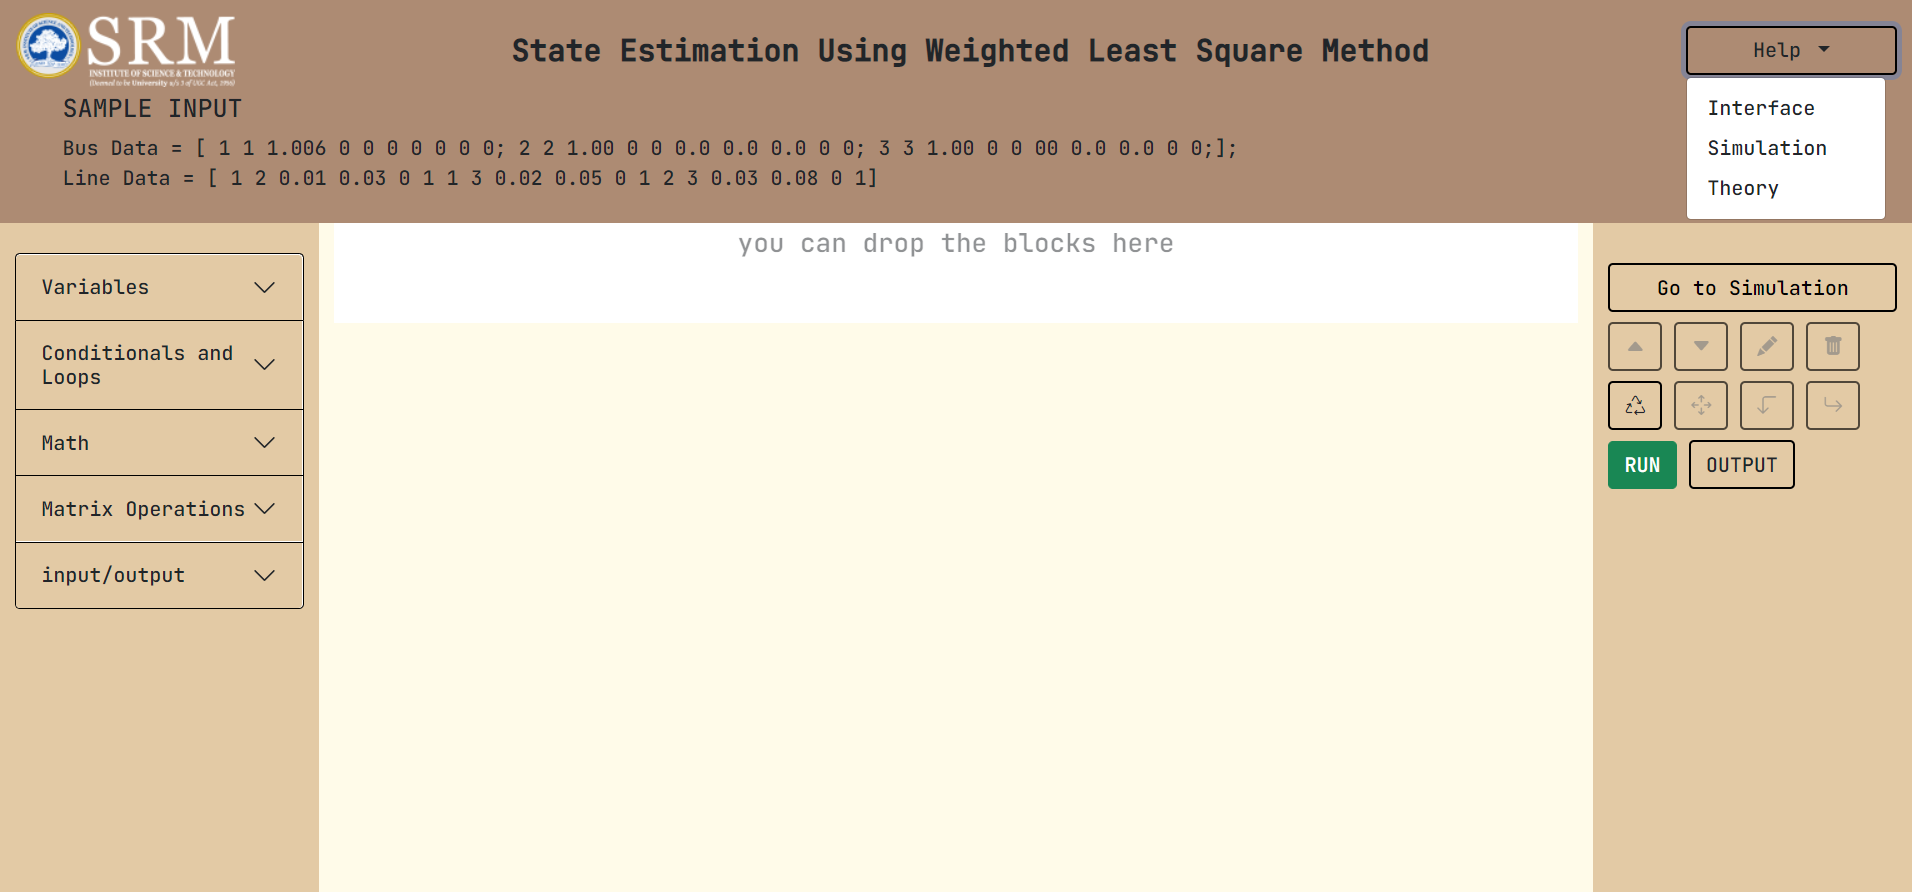 SRM
INSTITUTE OF SCIENCE & TECHNOLOGY
(Deemed to be University u/s 3 of UGC Act, 1956)
State Estimation Using Weighted Least Square Method
Help
SAMPLE INPUT
Bus Data = [ 1 1 1.006 0 0 0 0 0 0 0; 2 2 1.00 0 0 0.0 0.0 0.0 0 0; 3 3 1.00 0 0 00 0.0 0.0 0 0;];
Line Data = [ 1 2 0.01 0.03 0 1 1 3 0.02 0.05 0 1 2 3 0.03 0.08 0 1]
Interface
Simulation
Theory
Variables
Conditionals and
Loops
Math
Matrix Operations
input/output
you can drop the blocks here
Go to Simulation
RUN
OUTPUT